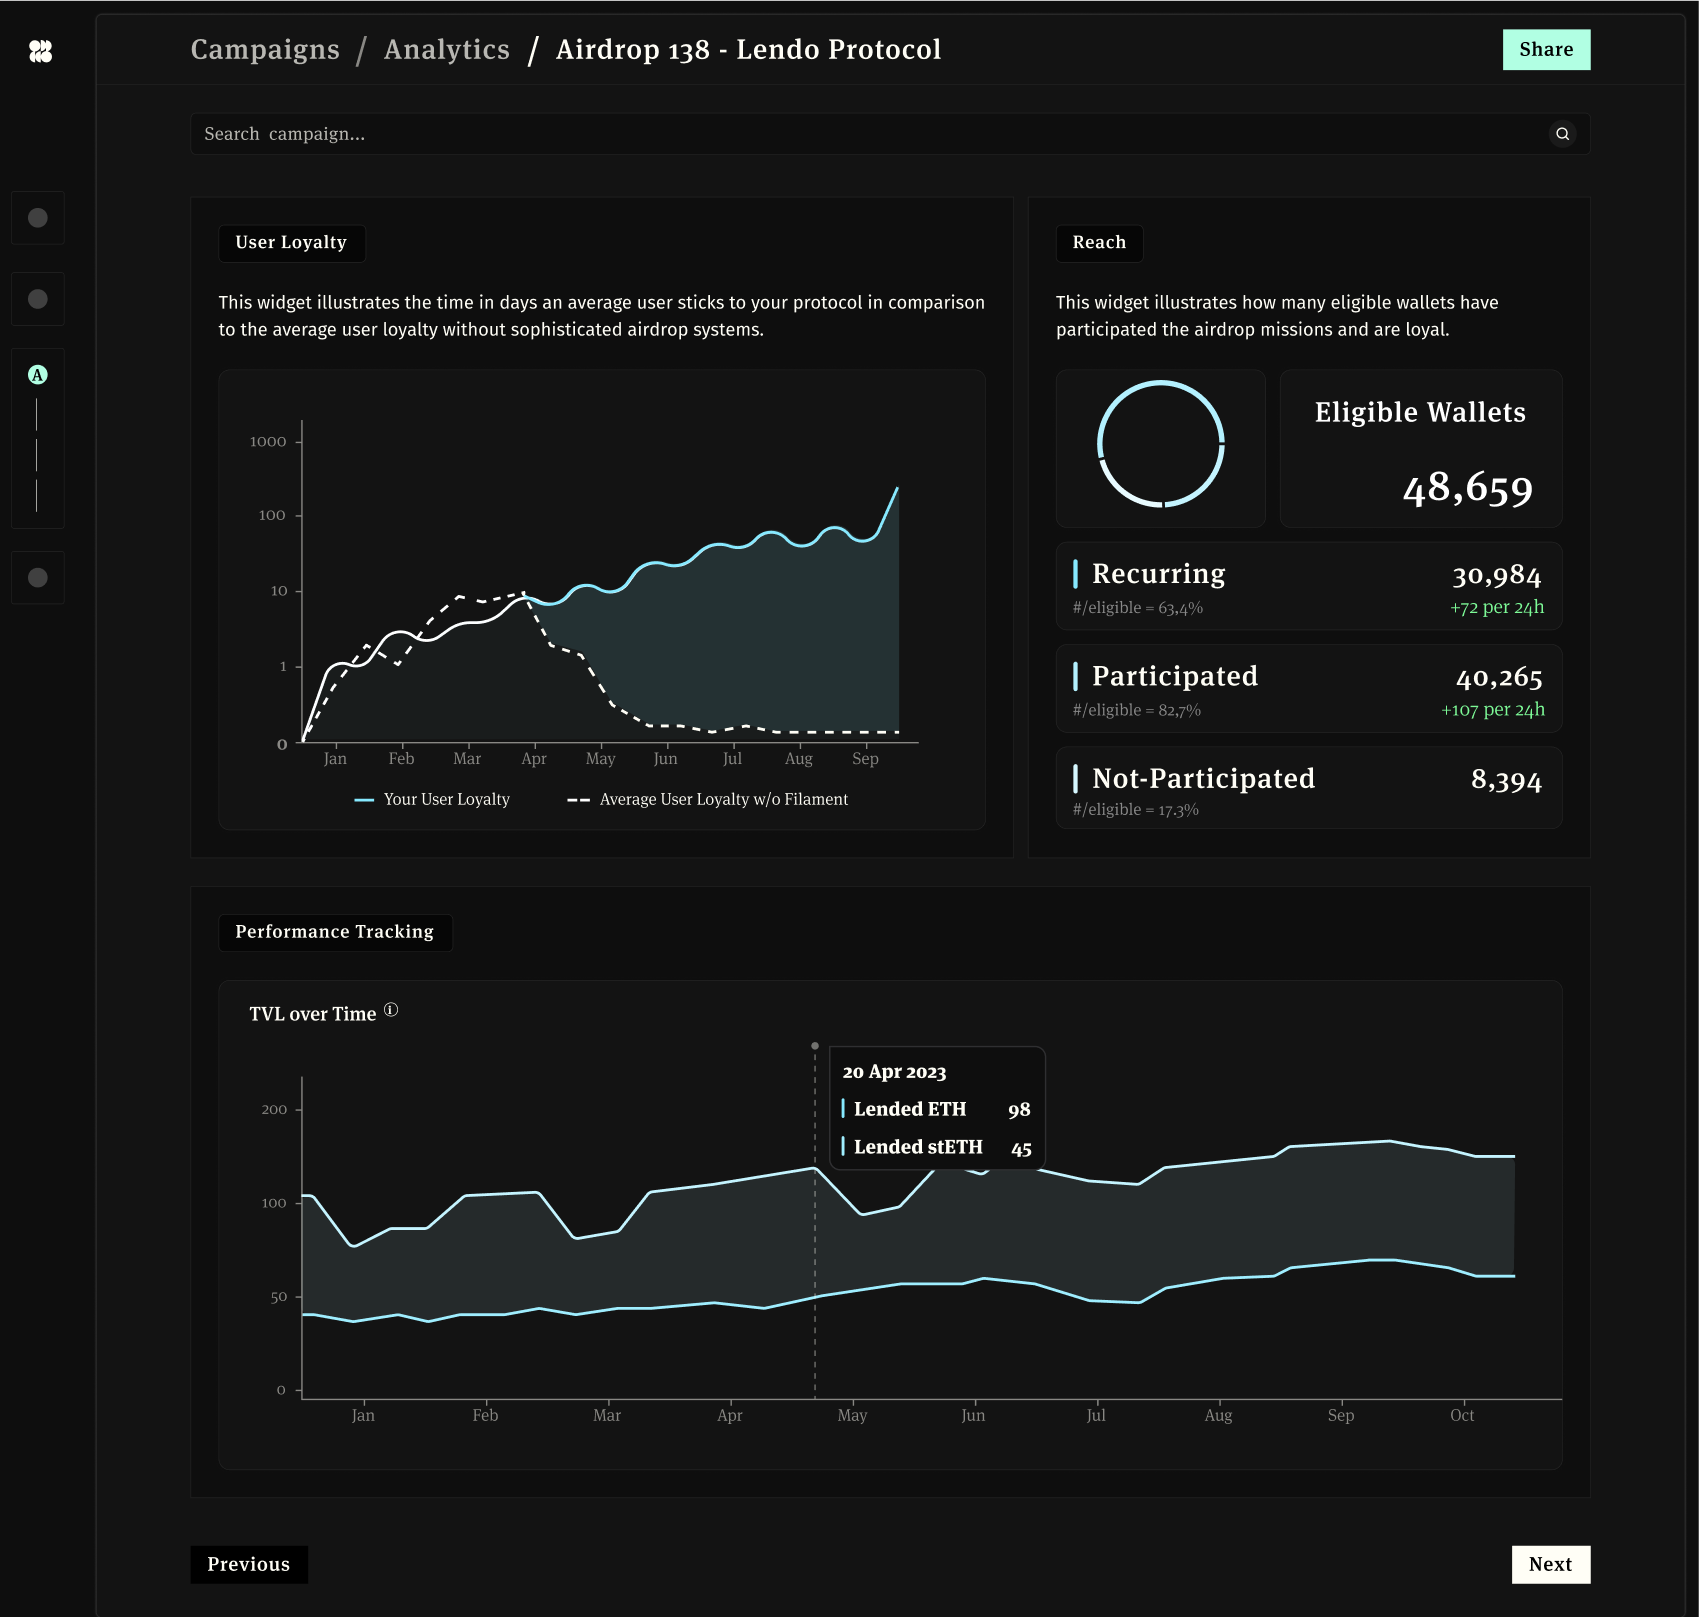 Campaigns / Analytics / Airdrop 138 - Lendo Protocol
Share
Search campaign...
A
User Loyalty
This widget illustrates the time in days an average user sticks to your protocol in comparison
to the average user loyalty without sophisticated airdrop systems.
1000
100
10
1
0
Jan Feb Mar Apr May Jun Jul Aug Sep
Your User Loyalty
Average User Loyalty w/o Filament
Reach
This widget illustrates how many eligible wallets have
participated the airdrop missions and are loyal.
Eligible Wallets
48,659
Recurring 30,984
#/eligible = 63,4% +72 per 24h
Participated 40,265
#/eligible = 82,7% +107 per 24h
Not-Participated 8,394
#/eligible = 17.3%
Performance Tracking
TVL over Time i
20 Apr 2023
Lended ETH 98
Lended stETH 45
200
100
50
0
Jan Feb Mar Apr May Jun Jul Aug Sep Oct
Previous
Next